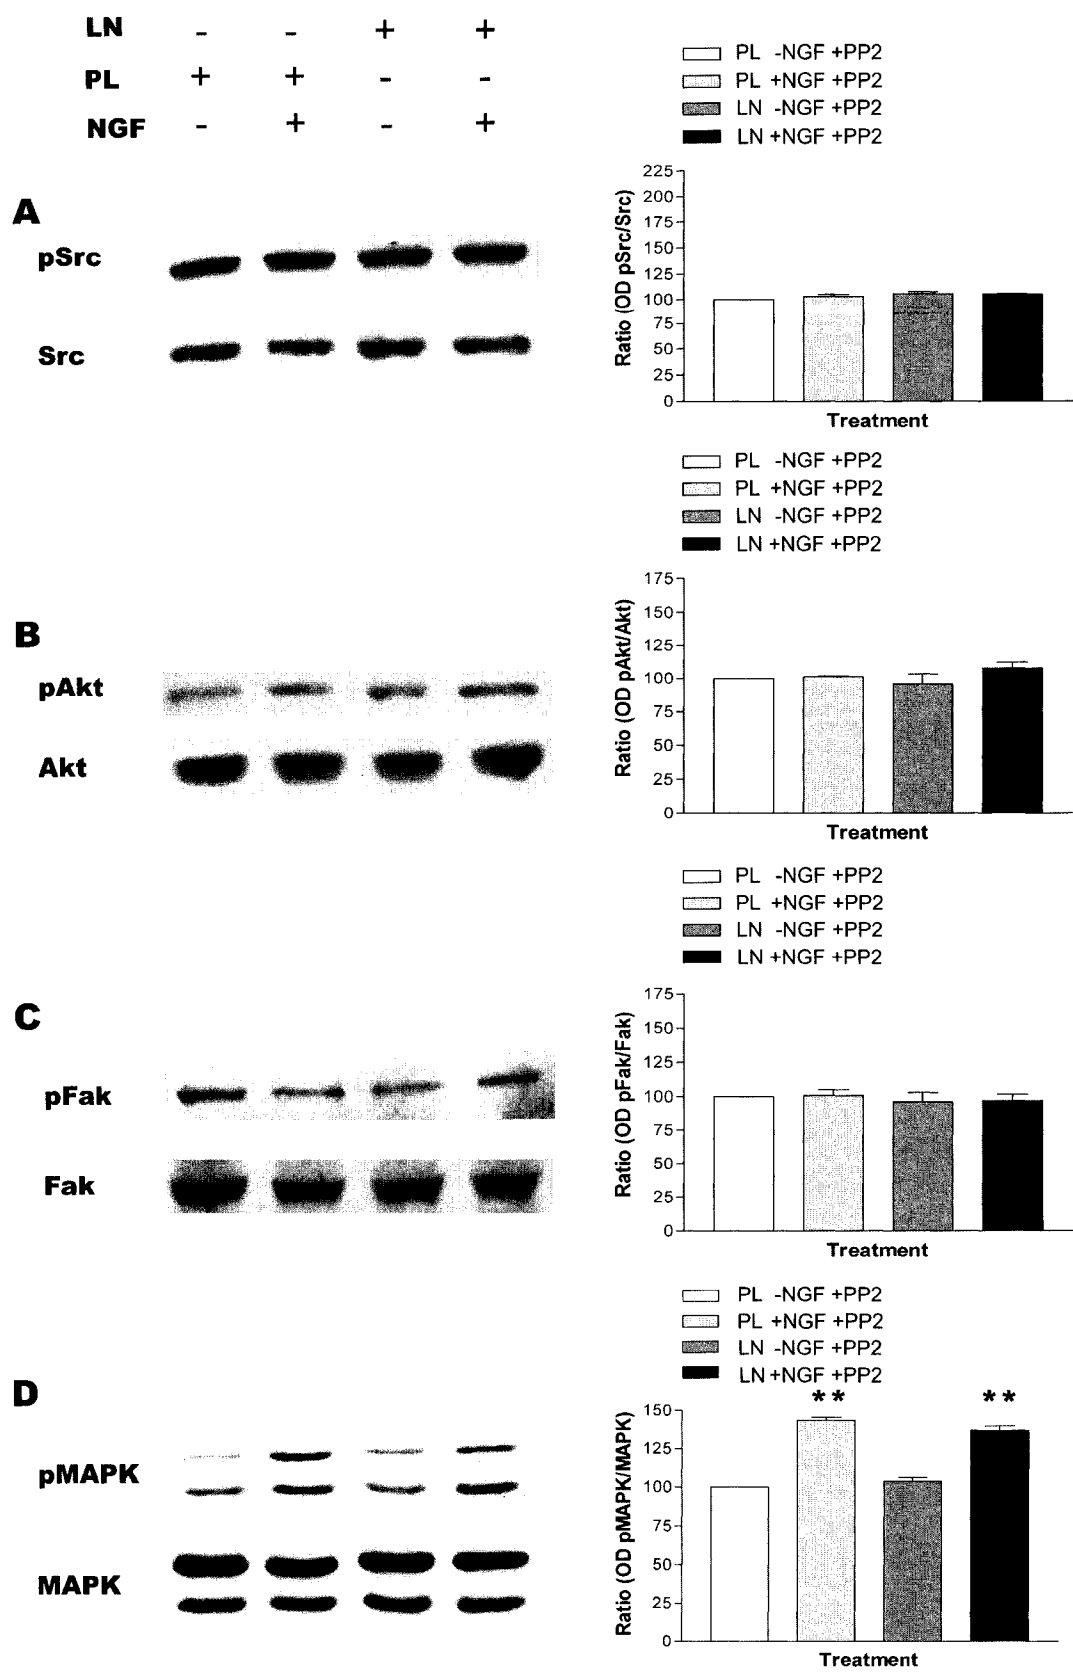 LN - - + +
PL + + - -
NGF - + - +
PL -NGF +PP2
PL +NGF +PP2
LN -NGF +PP2
LN +NGF +PP2
A
pSrc
Src
Ratio (OD pSrc/Src)
225
200
175
150
125
100
75
50
25
0
Treatment
PL -NGF +PP2
PL +NGF +PP2
LN -NGF +PP2
LN +NGF +PP2
B
pAkt
Akt
Ratio (OD pAkt/Akt)
175
150
125
100
75
50
25
0
Treatment
PL -NGF +PP2
PL +NGF +PP2
LN -NGF +PP2
LN +NGF +PP2
C
pFak
Fak
Ratio (OD pFak/Fak)
175
150
125
100
75
50
25
0
Treatment
PL -NGF +PP2
PL +NGF +PP2
LN -NGF +PP2
LN +NGF +PP2
D
pMAPK
MAPK
Ratio (OD pMAPK/MAPK)
** **
150
125
100
75
50
25
0
Treatment